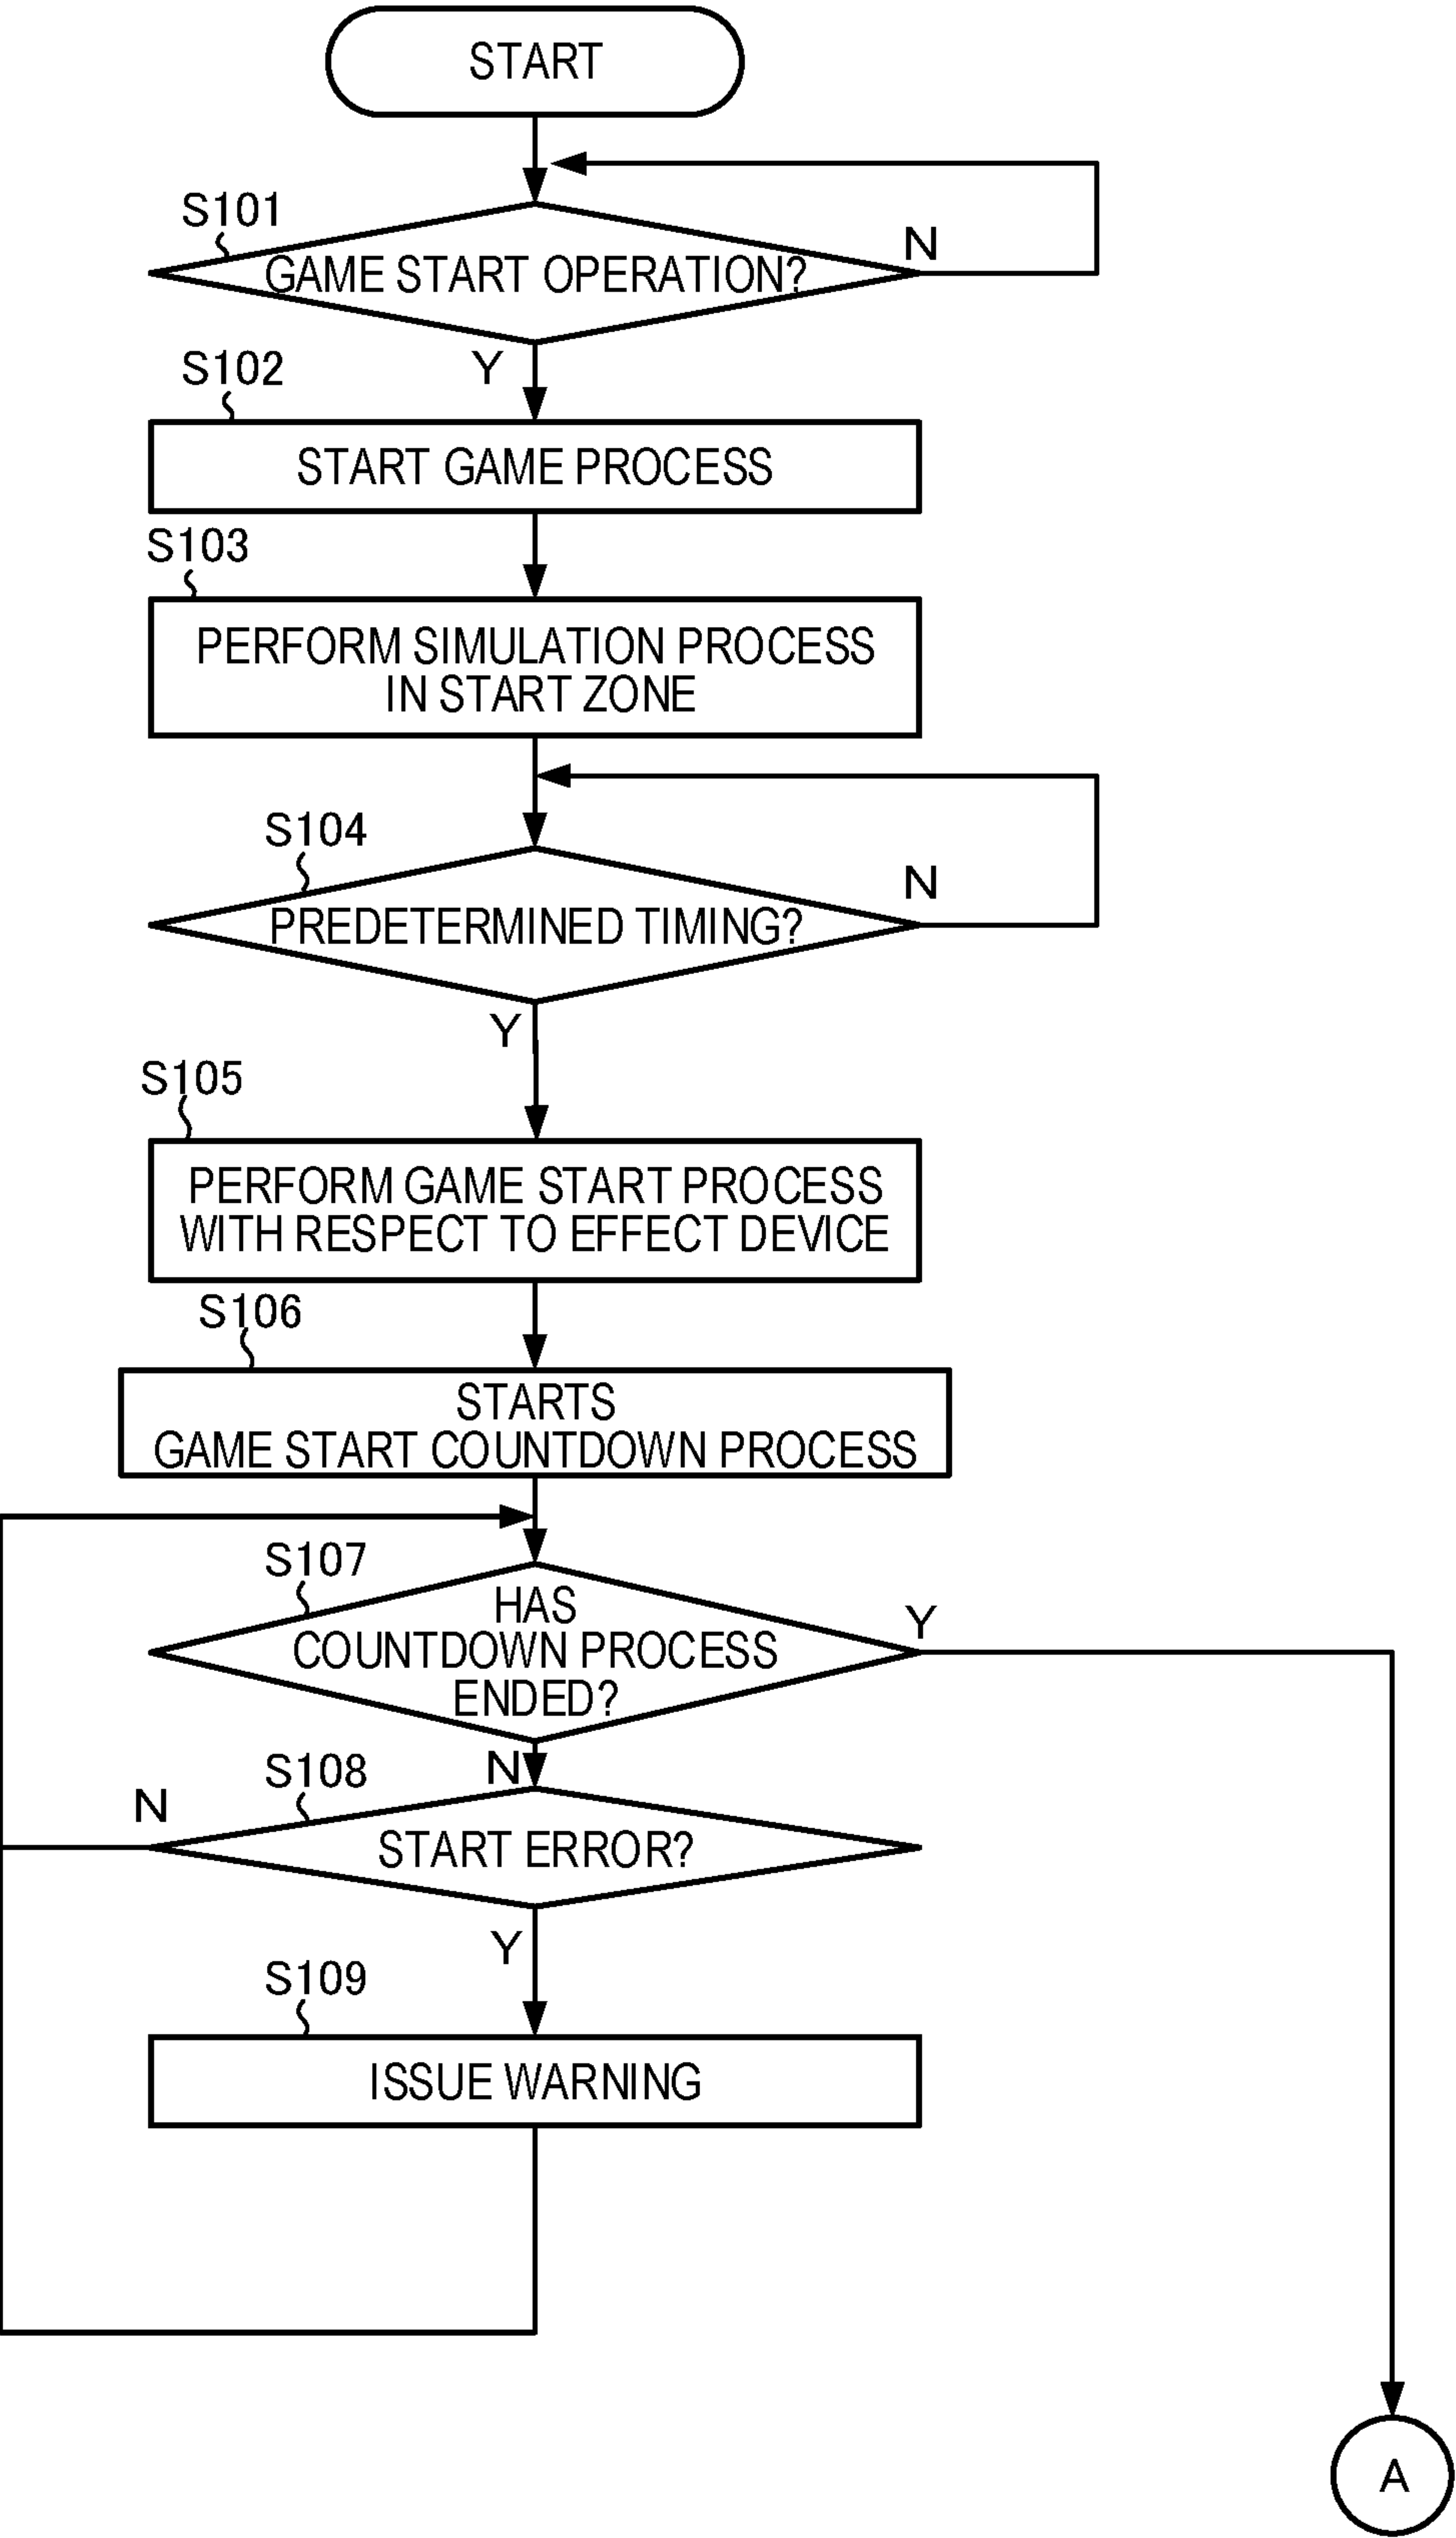 START
S101
GAME START OPERATION?
N
Y
S102
START GAME PROCESS
S103
PERFORM SIMULATION PROCESS
IN START ZONE
S104
PREDETERMINED TIMING?
N
Y
S105
PERFORM GAME START PROCESS
WITH RESPECT TO EFFECT DEVICE
S106
STARTS
GAME START COUNTDOWN PROCESS
S107
HAS
COUNTDOWN PROCESS
ENDED?
Y
N
S108
START ERROR?
N
Y
S109
ISSUE WARNING
A